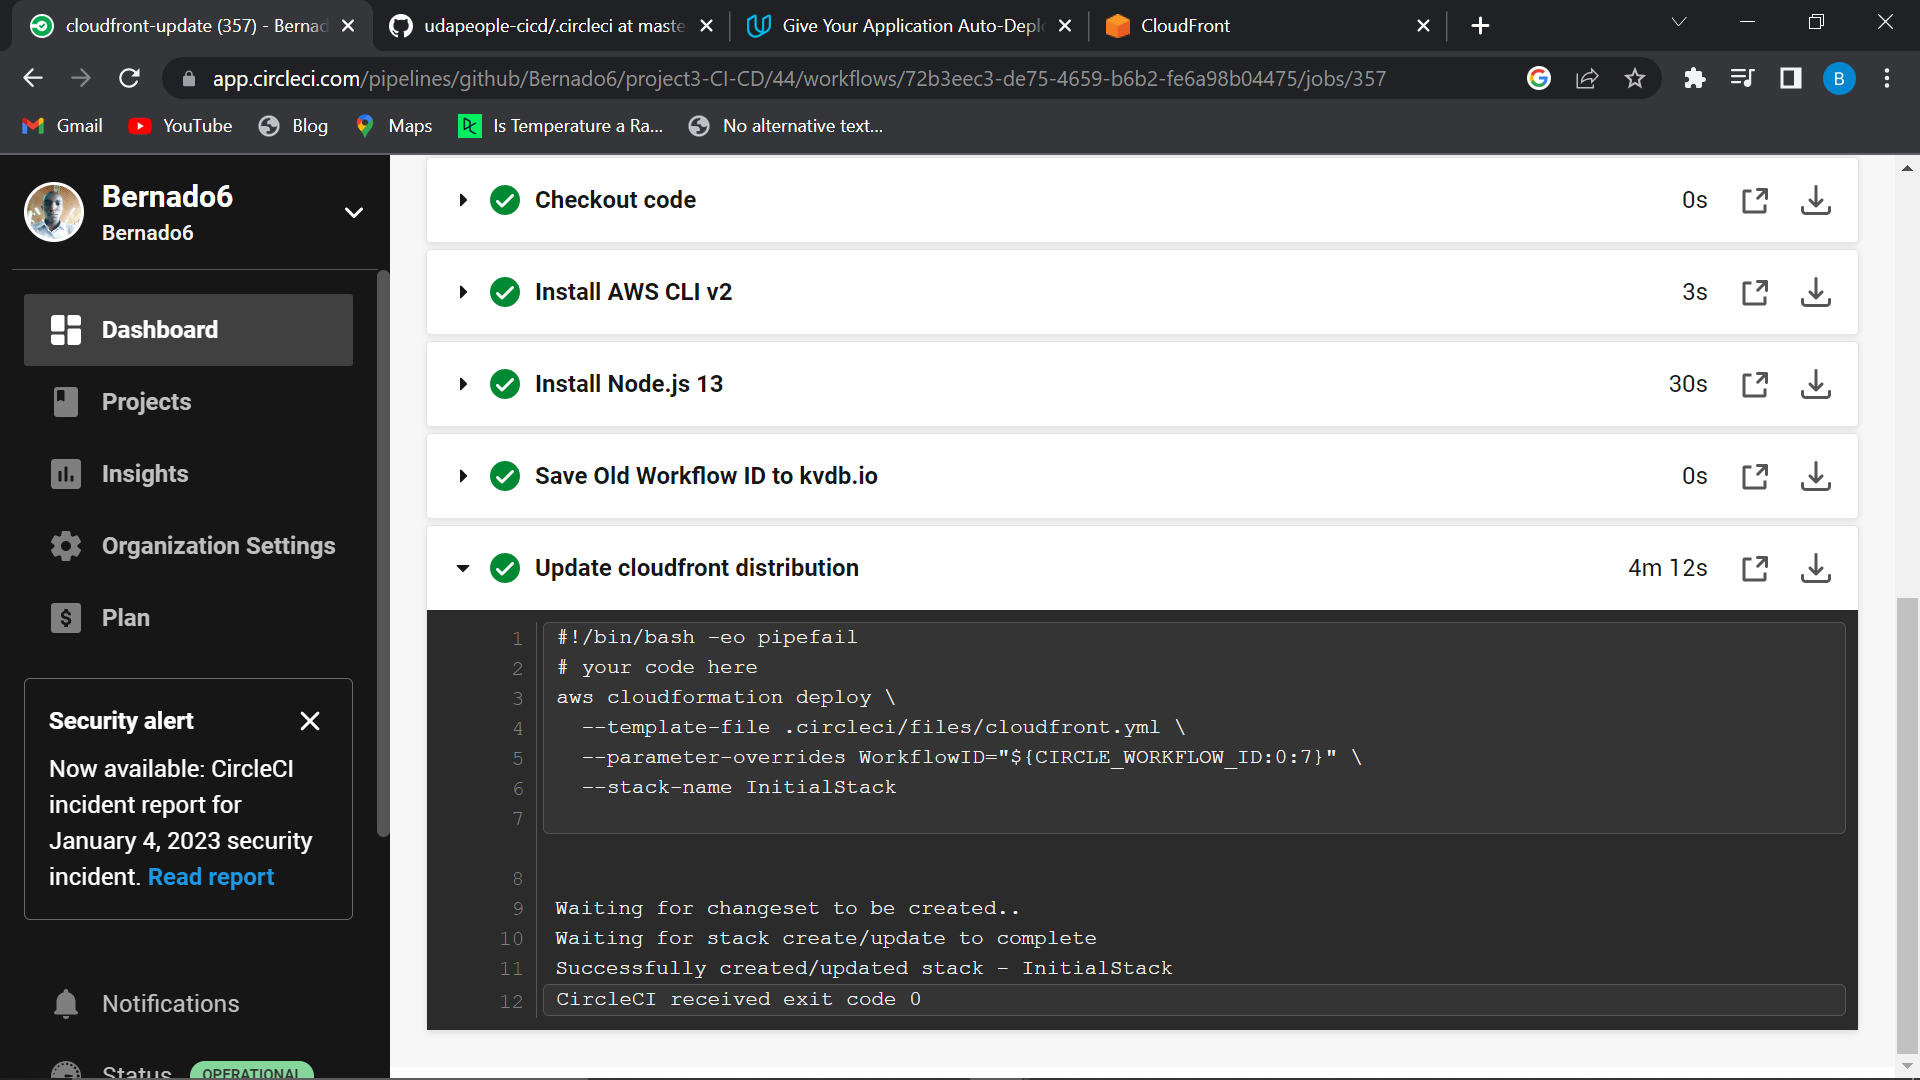 cloudfront-update (357) - Bernad
udapeople-cicd/.circleci at maste
Give Your Application Auto-Depl
CloudFront
app.circleci.com/pipelines/github/Bernado6/project3-CI-CD/44/workflows/72b3eec3-de75-4659-b6b2-fe6a98b04475/jobs/357
B
Gmail
YouTube
Blog
Maps
Is Temperature a Ra...
No alternative text...
Bernado6
Bernado6
Dashboard
Projects
Insights
Organization Settings
Plan
Security alert
Now available: CircleCI
incident report for
January 4, 2023 security
incident. Read report
Notifications
Status OPERATIONAL
Checkout code 0s
Install AWS CLI v2 3s
Install Node.js 13 30s
Save Old Workflow ID to kvdb.io 0s
Update cloudfront distribution 4m 12s
1 #!/bin/bash -eo pipefail
2 # your code here
3 aws cloudformation deploy \
4 --template-file .circleci/files/cloudfront.yml \
5 --parameter-overrides WorkflowID="${CIRCLE_WORKFLOW_ID:0:7}" \
6 --stack-name InitialStack
7
8
9 Waiting for changeset to be created..
10 Waiting for stack create/update to complete
11 Successfully created/updated stack - InitialStack
12 CircleCI received exit code 0